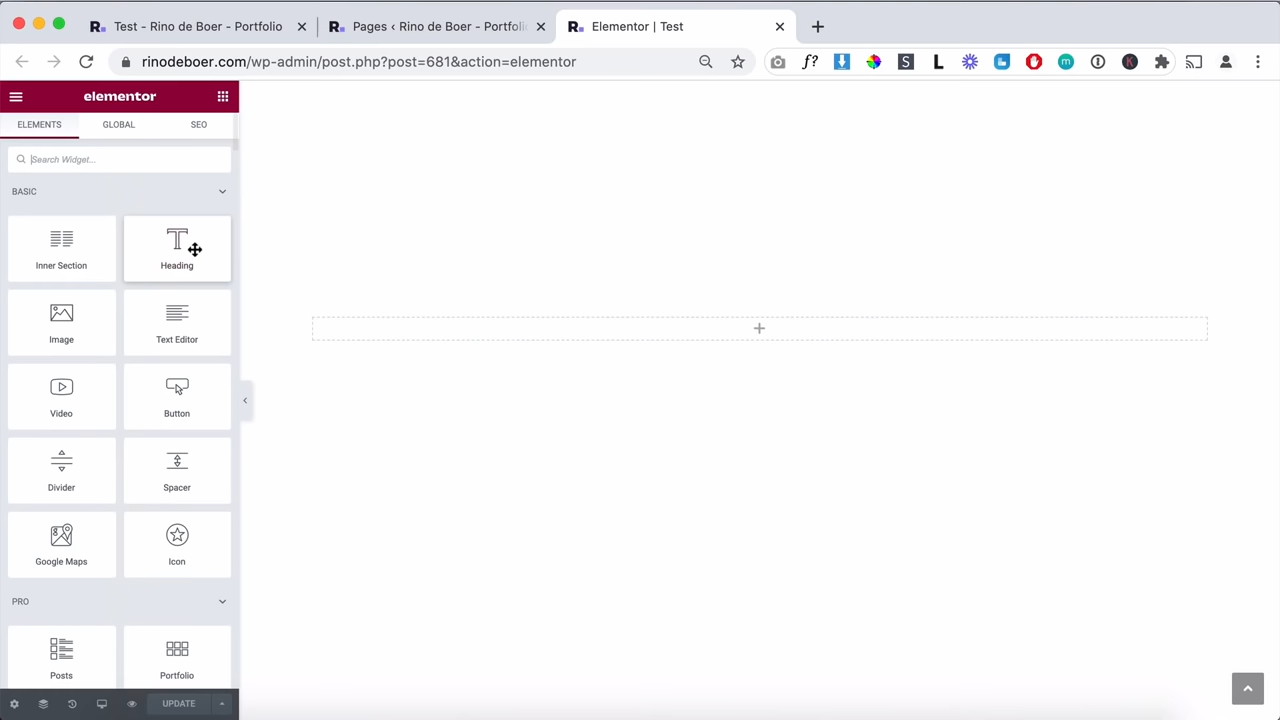 Test - Rino de Boer - Portfolio
Pages ‹ Rino de Boer - Portfoli
Elementor | Test
rinodeboer.com/wp-admin/post.php?post=681&action=elementor
f?
S
L
m
K
elementor
ELEMENTS
GLOBAL
SEO
Search Widget...
BASIC
Inner Section
Heading
Image
Text Editor
Video
Button
Divider
Spacer
Google Maps
Icon
PRO
Posts
Portfolio
UPDATE